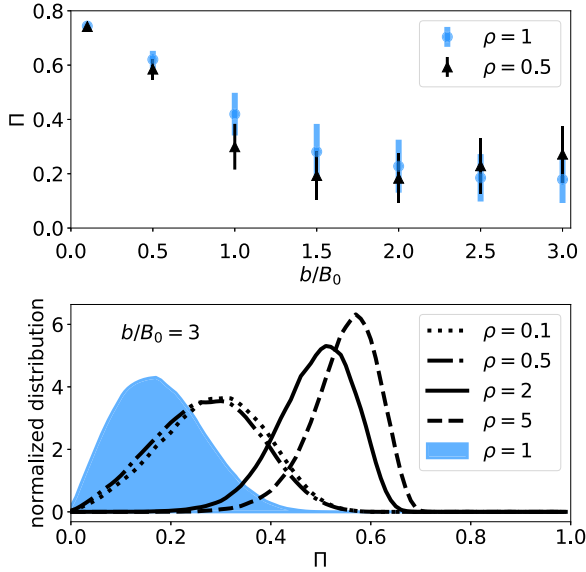 0.8
0.6
0.4
0.2
0.0
Π
ρ = 1
ρ = 0.5
0.0 0.5 1.0 1.5 2.0 2.5 3.0
b/B₀
normalized distribution
6
4
2
0
b/B₀ = 3
ρ = 0.1
ρ = 0.5
ρ = 2
ρ = 5
ρ = 1
0.0 0.2 0.4 0.6 0.8 1.0
Π